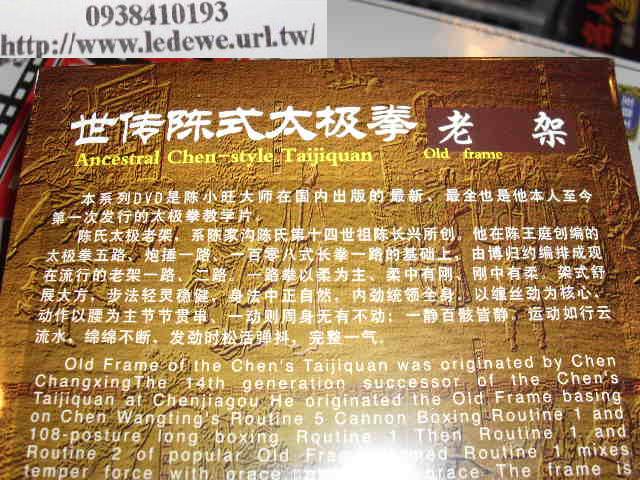 0938410193
http://www.ledewe.url.tw/
世传陈式太极拳 老 架
Ancestral Chen-style Taijiquan Old frame
本系列DVD是陈小旺大师在国内出版的最新、最全也是他本人至今
第一次发行的太极拳教学片。
陈氏太极老架，系陈家沟陈氏第十四世祖陈长兴所创，他在陈王庭创编的
太极拳五路、炮捶一路、一百零八式长拳一路的基础上，由博归约编排成现
在流行的老架一路、二路。一路拳以柔为主、柔中有刚、刚中有柔。架式舒
展大方，步法轻灵稳健，身法中正自然，内劲统领全身。以缠丝劲为核心，
动作以腰为主节节贯串，一动则周身无有不动；一静百骸皆静。运动如行云
流水，绵绵不断、发劲时松活弹抖，完整一气。
Old Frame of the Chen's Taijiquan was originated by Chen
ChangxingThe 14th generation successor of the Chen's
Taijiquan at Chenjiagou He originated the Old Frame basing
on Chen Wangting's Routine 5 Cannon Boxing Routine 1 and
108-posture long boxing Routine 1 Then Routine 1 and
Routine 2 of popular Old Frame formed Routine 1 mixes
temper force with grace The frame is